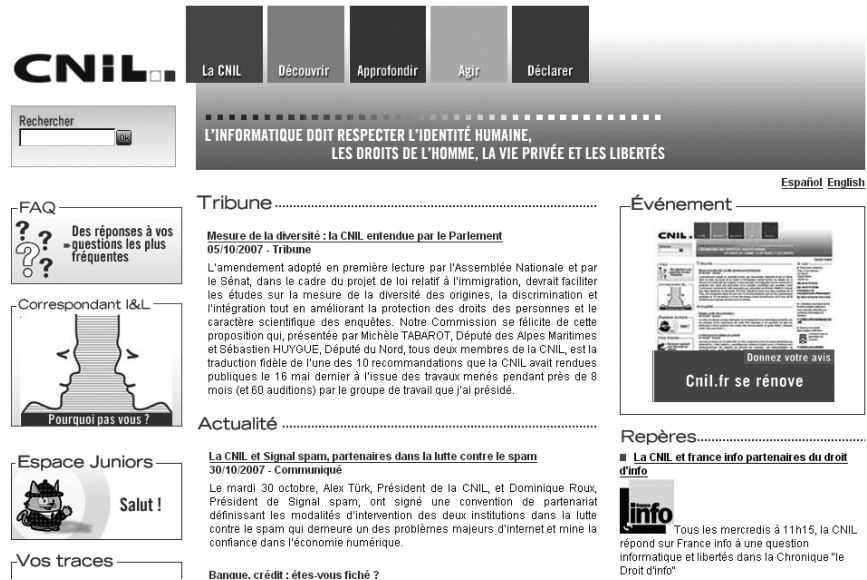 CNIL
La CNIL
Découvrir
Approfondir
Agir
Déclarer
Rechercher
Ok
L'INFORMATIQUE DOIT RESPECTER L'IDENTITÉ HUMAINE,
LES DROITS DE L'HOMME, LA VIE PRIVÉE ET LES LIBERTÉS
Español English
FAQ
Des réponses à vos
questions les plus
fréquentes
Correspondant I&L
Pourquoi pas vous ?
Espace Juniors
Salut !
Vos traces
Tribune
Mesure de la diversité : la CNIL entendue par le Parlement
05/10/2007 - Tribune
L'amendement adopté en première lecture par l'Assemblée Nationale et par
le Sénat, dans le cadre du projet de loi relatif à l'immigration, devrait faciliter
les études sur la mesure de la diversité des origines, la discrimination et
l'intégration tout en améliorant la protection des droits des personnes et le
caractère scientifique des enquêtes. Notre Commission se félicite de cette
proposition qui, présentée par Michèle TABAROT, Député des Alpes Maritimes
et Sébastien HUYGUE, Député du Nord, tous deux membres de la CNIL, est la
traduction fidèle de l'une des 10 recommandations que la CNIL avait rendues
publiques le 16 mai dernier à l'issue des travaux menés pendant près de 8
mois (et 60 auditions) par le groupe de travail que j'ai présidé.
Actualité
La CNIL et Signal spam, partenaires dans la lutte contre le spam
30/10/2007 - Communiqué
Le mardi 30 octobre, Alex Türk, Président de la CNIL, et Dominique Roux,
Président de Signal spam, ont signé une convention de partenariat
définissant les modalités d'intervention des deux institutions dans la lutte
contre le spam qui demeure un des problèmes majeurs d'internet et mine la
confiance dans l'économie numérique.
Banque, crédit : êtes-vous fiché ?
Événement
CNIL
Donnez votre avis
Cnil.fr se rénove
Repères
La CNIL et france info partenaires du droit
d'info
info
Tous les mercredis à 11h15, la CNIL
répond sur France info à une question
informatique et libertés dans la Chronique "le
Droit d'info"